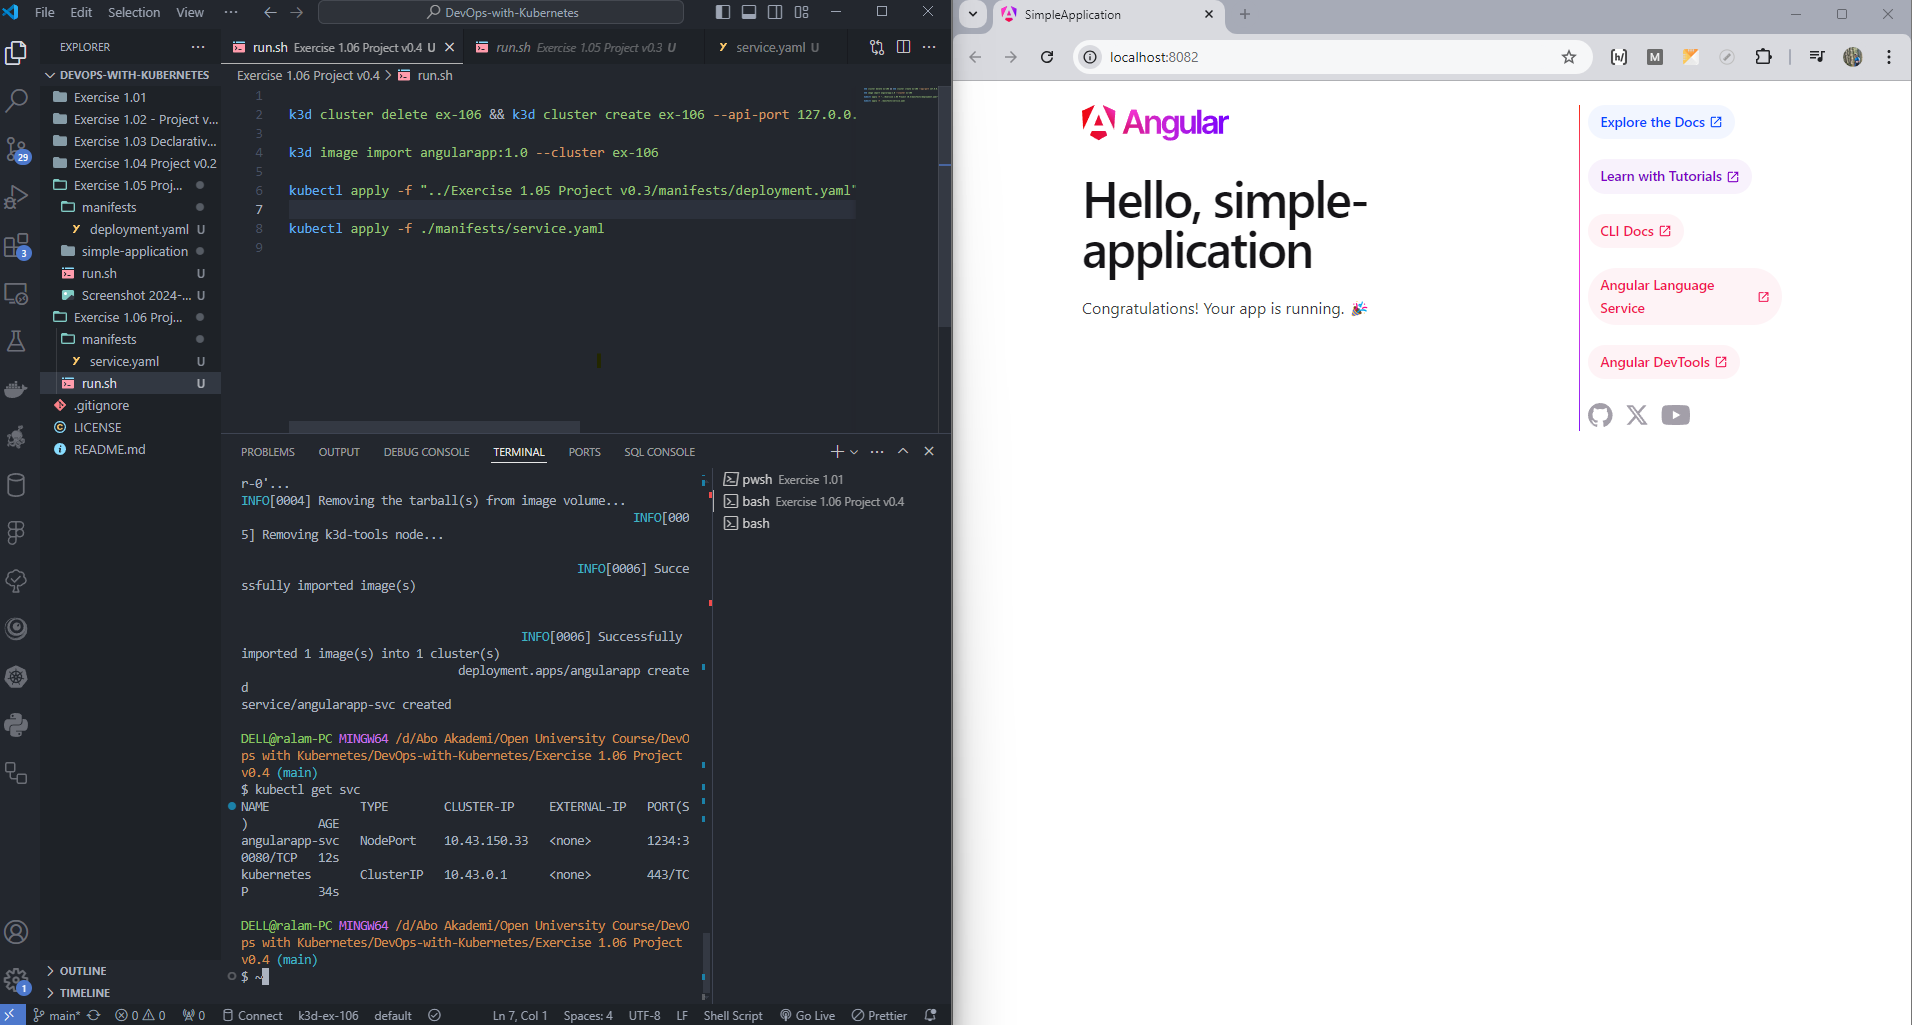 File Edit Selection View ··· DevOps-with-Kubernetes
EXPLORER ···
DEVOPS-WITH-KUBERNETES
Exercise 1.01
Exercise 1.02 - Project v...
Exercise 1.03 Declarativ...
Exercise 1.04 Project v0.2
Exercise 1.05 Proj...
manifests
deployment.yaml U
simple-application
run.sh U
Screenshot 2024-... U
Exercise 1.06 Proj...
manifests
service.yaml U
run.sh U
.gitignore
LICENSE
README.md
OUTLINE
TIMELINE
29
3
1
run.sh Exercise 1.06 Project v0.4 U
run.sh Exercise 1.05 Project v0.3 U
service.yaml U
Exercise 1.06 Project v0.4 > run.sh
1
2 k3d cluster delete ex-106 && k3d cluster create ex-106 --api-port 127.0.0.
3
4 k3d image import angularapp:1.0 --cluster ex-106
5
6 kubectl apply -f "../Exercise 1.05 Project v0.3/manifests/deployment.yaml"
7
8 kubectl apply -f ./manifests/service.yaml
9
PROBLEMS OUTPUT DEBUG CONSOLE TERMINAL PORTS SQL CONSOLE
r-0'...
INFO[0004] Removing the tarball(s) from image volume...
INFO[000
5] Removing k3d-tools node...
INFO[0006] Succe
ssfully imported image(s)
INFO[0006] Successfully
imported 1 image(s) into 1 cluster(s)
deployment.apps/angularapp create
d
service/angularapp-svc created
DELL@ralam-PC MINGW64 /d/Abo Akademi/Open University Course/DevO
ps with Kubernetes/DevOps-with-Kubernetes/Exercise 1.06 Project
v0.4 (main)
$ kubectl get svc
NAME TYPE CLUSTER-IP EXTERNAL-IP PORT(S
) AGE
angularapp-svc NodePort 10.43.150.33 <none> 1234:3
0080/TCP 12s
kubernetes ClusterIP 10.43.0.1 <none> 443/TC
P 34s
DELL@ralam-PC MINGW64 /d/Abo Akademi/Open University Course/DevO
ps with Kubernetes/DevOps-with-Kubernetes/Exercise 1.06 Project
v0.4 (main)
$ ~
pwsh Exercise 1.01
bash Exercise 1.06 Project v0.4
bash
main* 0 0 0 Connect k3d-ex-106 default Ln 7, Col 1 Spaces: 4 UTF-8 LF Shell Script Go Live Prettier
SimpleApplication
localhost:8082
Angular
Hello, simple-
application
Congratulations! Your app is running. 🎉
Explore the Docs
Learn with Tutorials
CLI Docs
Angular Language
Service
Angular DevTools